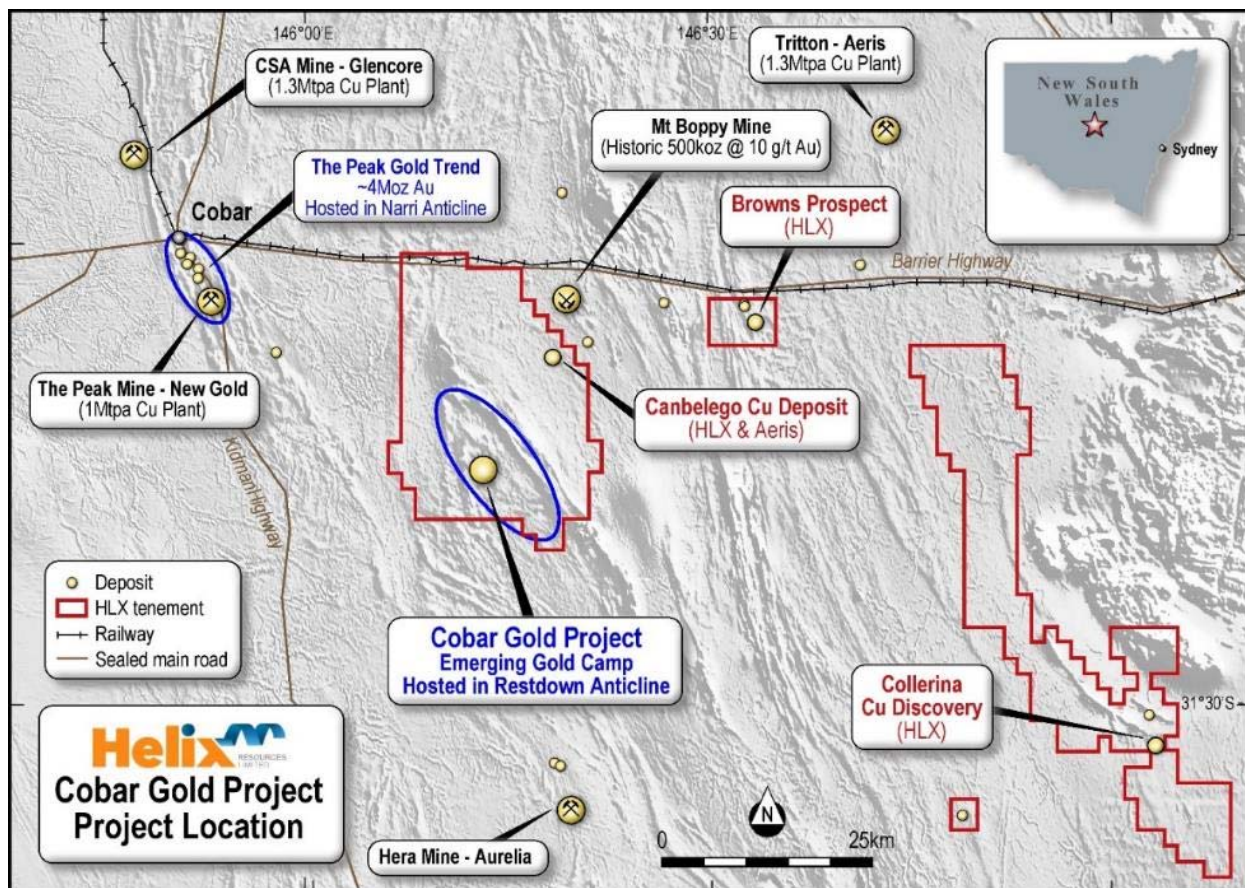 146°00'E
146°30'E
CSA Mine - Glencore
(1.3Mtpa Cu Plant)
Tritton - Aeris
(1.3Mtpa Cu Plant)
New South
Wales
Sydney
Mt Boppy Mine
(Historic 500koz @ 10 g/t Au)
The Peak Gold Trend
~4Moz Au
Hosted in Narri Anticline
Cobar
Browns Prospect
(HLX)
Barrier Highway
The Peak Mine - New Gold
(1Mtpa Cu Plant)
Canbelego Cu Deposit
(HLX & Aeris)
Kidman Highway
Deposit
HLX tenement
Railway
Sealed main road
Cobar Gold Project
Emerging Gold Camp
Hosted in Restdown Anticline
Collerina
Cu Discovery
(HLX)
31°30'S
Helix
RESOURCES
LIMITED
Cobar Gold Project
Project Location
Hera Mine - Aurelia
N
0
25km